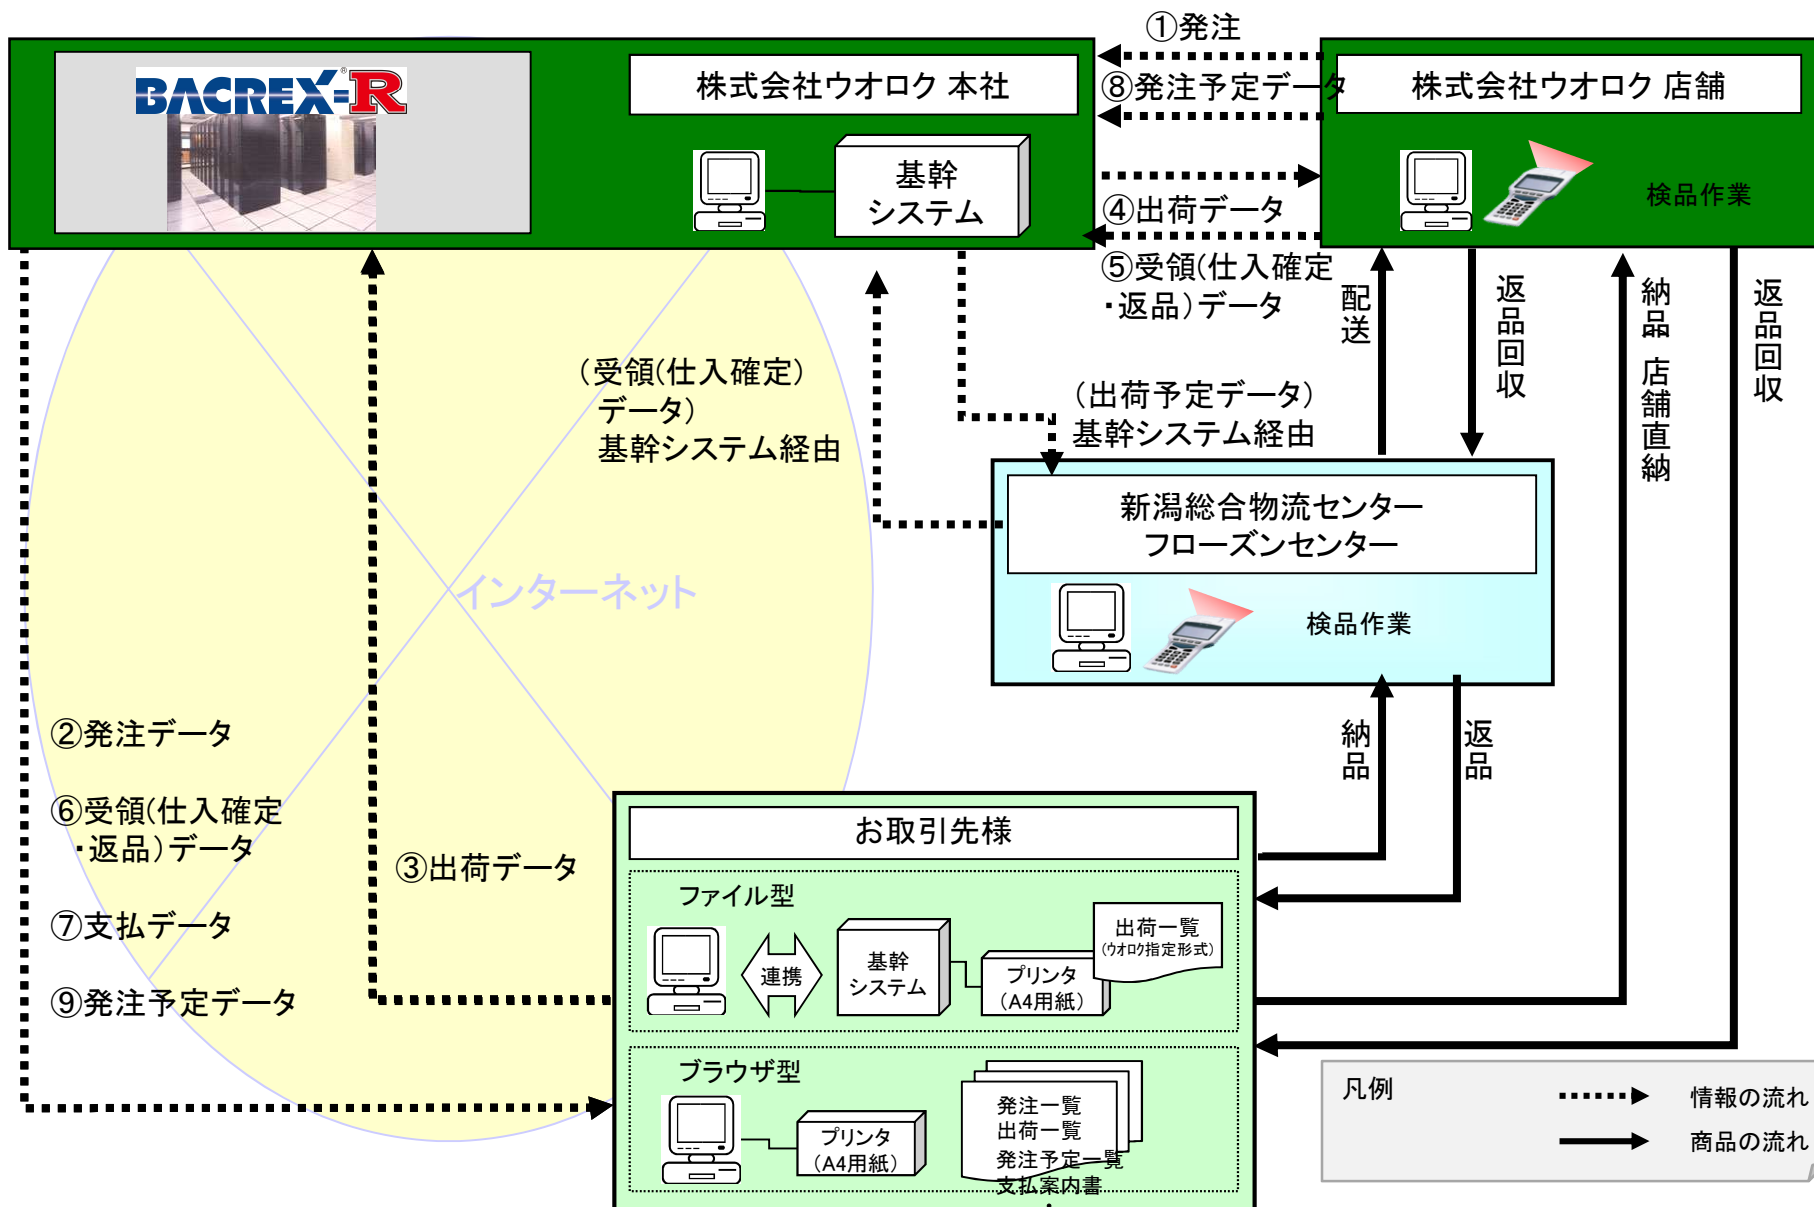 ①発注
BACREX-R
®
株式会社ウオロク 本社
⑧発注予定データ
株式会社ウオロク 店舗
基幹
システム
検品作業
④出荷データ
⑤受領(仕入確定
・返品)データ
配送
返品回収
納品 店舗直納
返品回収
(受領(仕入確定)
データ)
基幹システム経由
(出荷予定データ)
基幹システム経由
新潟総合物流センター
フローズンセンター
検品作業
インターネット
納品
返品
②発注データ
⑥受領(仕入確定
・返品)データ
⑦支払データ
⑨発注予定データ
③出荷データ
お取引先様
ファイル型
連携
基幹
システム
プリンタ
(A4用紙)
出荷一覧
(ウオロク指定形式)
ブラウザ型
プリンタ
(A4用紙)
発注一覧
出荷一覧
発注予定一覧
支払案内書
凡例
情報の流れ
商品の流れ